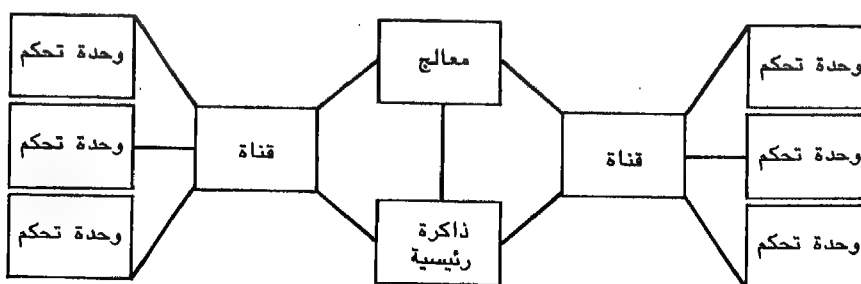 وحدة تحكم
معالج
وحدة تحكم
وحدة تحكم
قناة
قناة
وحدة تحكم
وحدة تحكم
ذاكرة
رئيسية
وحدة تحكم